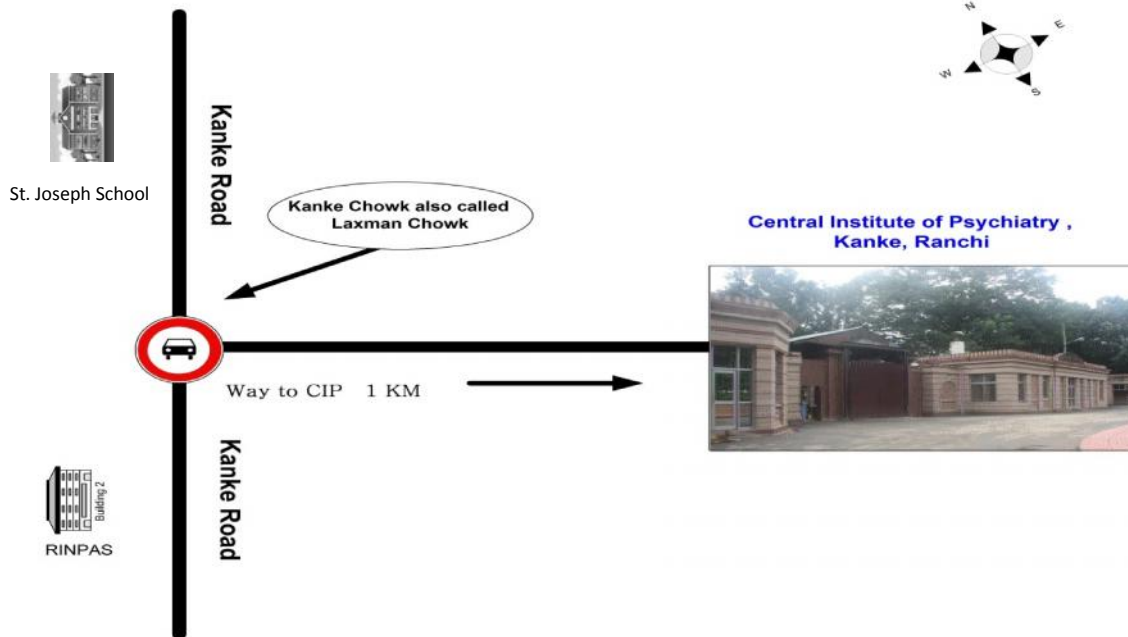 N
E
W
S
Kanke Road
St. Joseph School
Kanke Chowk also called
Laxman Chowk
Central Institute of Psychiatry ,
Kanke, Ranchi
Way to CIP 1 KM
Kanke Road
Building 2
RINPAS